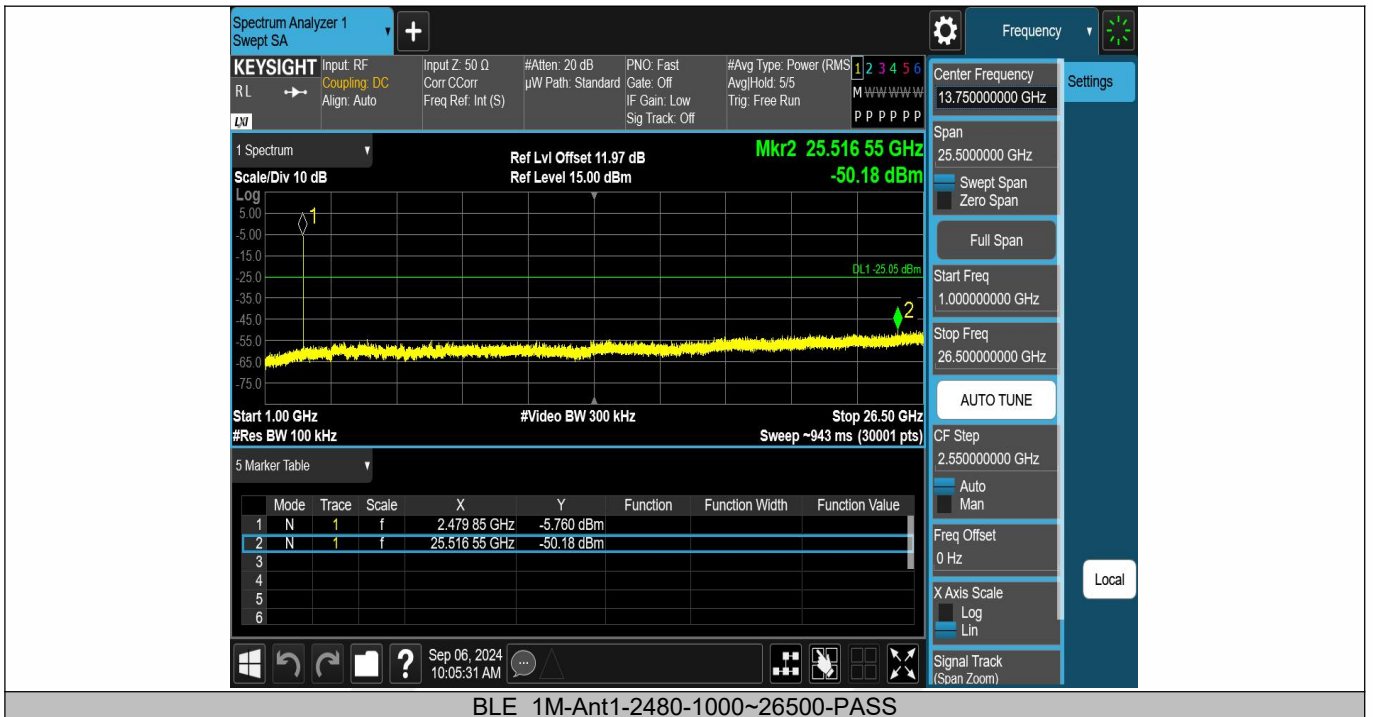 Spectrum Analyzer 1
Swept SA
+
Frequency
KEYSIGHT
RL
LXI
Input: RF
Coupling: DC
Align: Auto
Input Z: 50 Ω
Corr CCorr
Freq Ref: Int (S)
#Atten: 20 dB
µW Path: Standard
PNO: Fast
Gate: Off
IF Gain: Low
Sig Track: Off
#Avg Type: Power (RMS
Avg|Hold: 5/5
Trig: Free Run
1 2 3 4 5 6
M W W W W W
P P P P P P
1 Spectrum
Scale/Div 10 dB
Ref Lvl Offset 11.97 dB
Ref Level 15.00 dBm
Mkr2 25.516 55 GHz
-50.18 dBm
Log
5.00
-5.00
-15.0
-25.0
-35.0
-45.0
-55.0
-65.0
-75.0
1
DL1 -25.05 dBm
2
Start 1.00 GHz
#Video BW 300 kHz
Stop 26.50 GHz
#Res BW 100 kHz
Sweep ~943 ms (30001 pts)
5 Marker Table
Mode Trace Scale X Y Function Function Width Function Value
1 N 1 f 2.479 85 GHz -5.760 dBm
2 N 1 f 25.516 55 GHz -50.18 dBm
3
4
5
6
?
Sep 06, 2024
10:05:31 AM
Center Frequency
13.750000000 GHz
Settings
Span
25.5000000 GHz
Swept Span
Zero Span
Full Span
Start Freq
1.000000000 GHz
Stop Freq
26.500000000 GHz
AUTO TUNE
CF Step
2.550000000 GHz
Auto
Man
Freq Offset
0 Hz
Local
X Axis Scale
Log
Lin
Signal Track
(Span Zoom)
BLE_1M-Ant1-2480-1000~26500-PASS